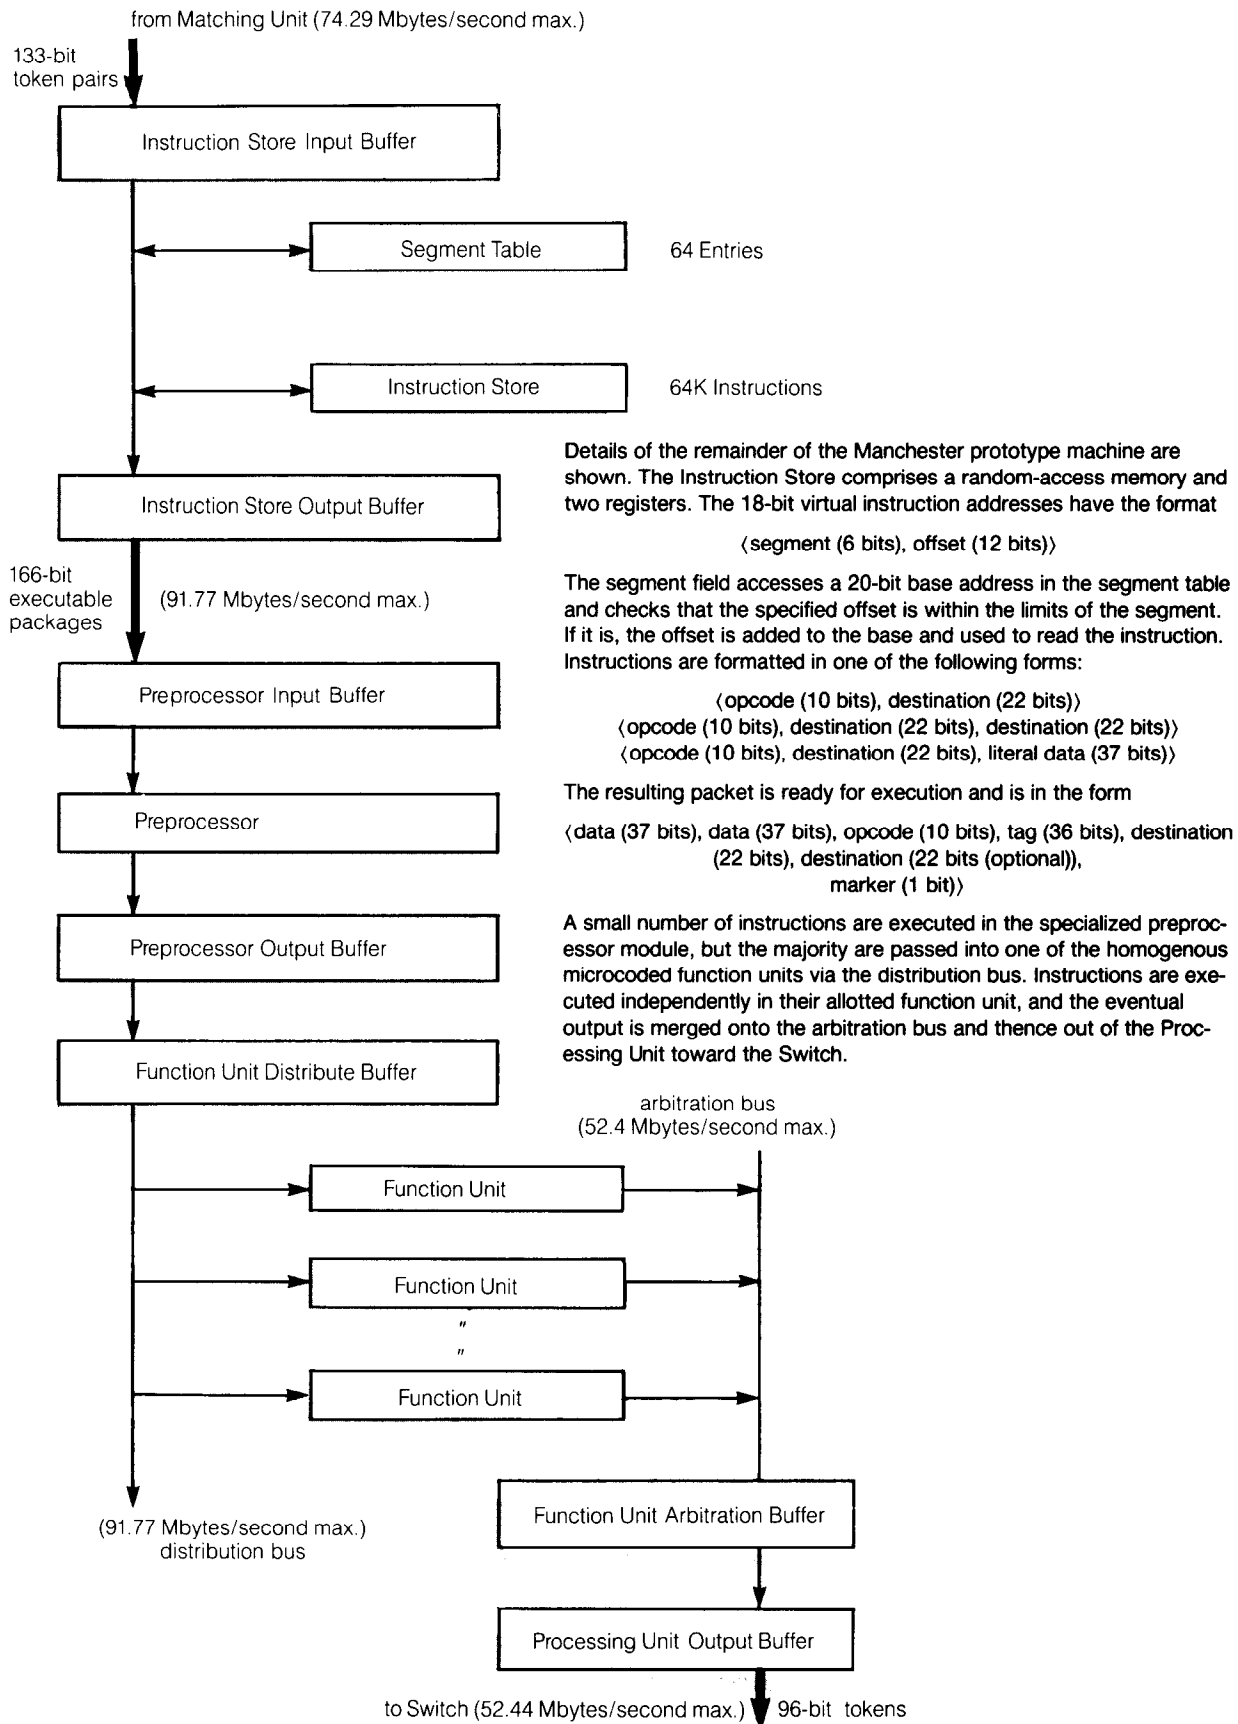 from Matching Unit (74.29 Mbytes/second max.)
133-bit
token pairs
Instruction Store Input Buffer
Segment Table
64 Entries
Instruction Store
64K Instructions
Details of the remainder of the Manchester prototype machine are
shown. The Instruction Store comprises a random-access memory and
two registers. The 18-bit virtual instruction addresses have the format
⟨segment (6 bits), offset (12 bits)⟩
Instruction Store Output Buffer
166-bit
executable
packages
(91.77 Mbytes/second max.)
The segment field accesses a 20-bit base address in the segment table
and checks that the specified offset is within the limits of the segment.
If it is, the offset is added to the base and used to read the instruction.
Instructions are formatted in one of the following forms:
⟨opcode (10 bits), destination (22 bits)⟩
⟨opcode (10 bits), destination (22 bits), destination (22 bits)⟩
⟨opcode (10 bits), destination (22 bits), literal data (37 bits)⟩
Preprocessor Input Buffer
The resulting packet is ready for execution and is in the form
⟨data (37 bits), data (37 bits), opcode (10 bits), tag (36 bits), destination
(22 bits), destination (22 bits (optional)),
marker (1 bit)⟩
Preprocessor
A small number of instructions are executed in the specialized preproc-
essor module, but the majority are passed into one of the homogenous
microcoded function units via the distribution bus. Instructions are exe-
cuted independently in their allotted function unit, and the eventual
output is merged onto the arbitration bus and thence out of the Proc-
essing Unit toward the Switch.
Preprocessor Output Buffer
Function Unit Distribute Buffer
arbitration bus
(52.4 Mbytes/second max.)
Function Unit
Function Unit
"
"
Function Unit
(91.77 Mbytes/second max.)
distribution bus
Function Unit Arbitration Buffer
Processing Unit Output Buffer
to Switch (52.44 Mbytes/second max.)
96-bit tokens